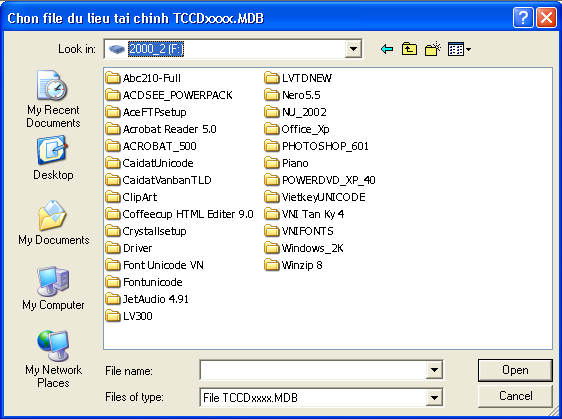 Chon file du lieu tai chinh TCCDxxxx.MDB
Look in:
2000_2 (F:)
My Recent
Documents
Desktop
My Documents
My Computer
My Network
Places
Abc210-Full
ACDSEE_POWERPACK
AceFTPsetup
Acrobat Reader 5.0
ACROBAT_500
CaidatUnicode
CaidatVanbanTLD
ClipArt
Coffeecup HTML Editer 9.0
Crystallsetup
Driver
Font Unicode VN
Fontunicode
JetAudio 4.91
LV300
LVTDNEW
Nero5.5
NU_2002
Office_Xp
PHOTOSHOP_601
Piano
POWERDVD_XP_40
VietkeyUNICODE
VNI Tan Ky 4
VNIFONTS
Windows_2K
Winzip 8
File name:
Open
Files of type:
File TCCDxxxx.MDB
Cancel